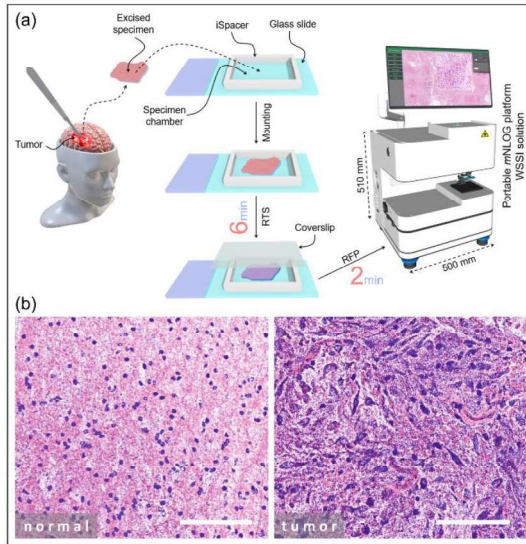 (a)
Excised
specimen
iSpacer
Glass slide
Specimen
chamber
Tumor
Mounting
6min
RTS
Coverslip
RFP
2min
510 mm
500 mm
Portable mNLOG platform
WSSI solution
(b)
normal
tumor